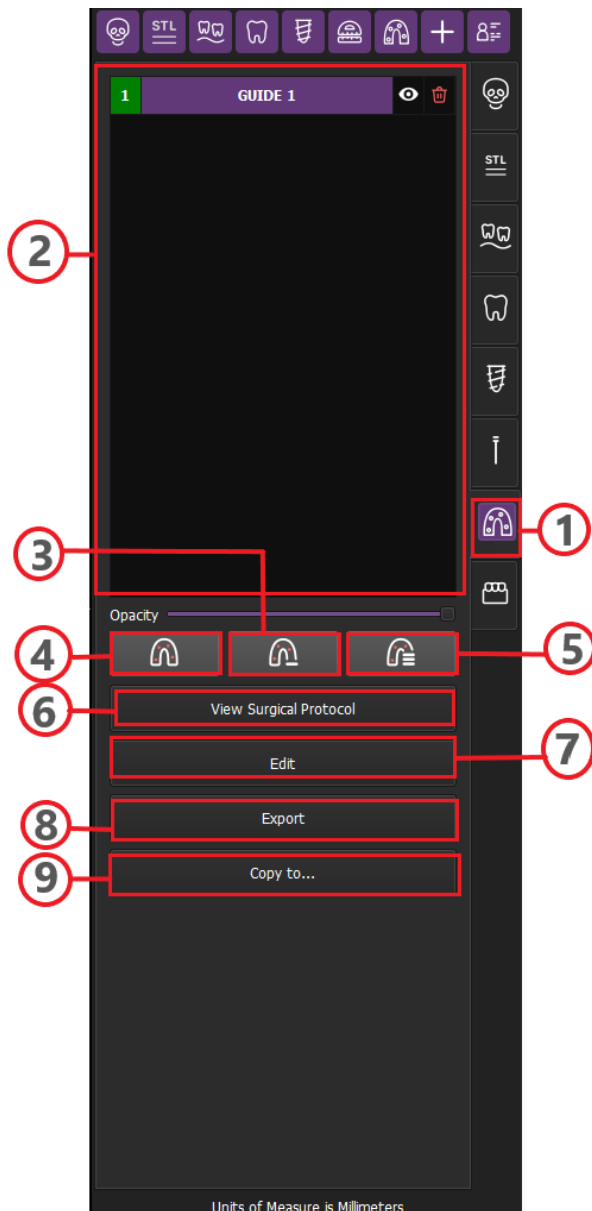 STL
1 GUIDE 1
STL
2
1
3
Opacity
4
5
6 View Surgical Protocol
Edit 7
8 Export
9 Copy to...
Units of Measure is Millimeters